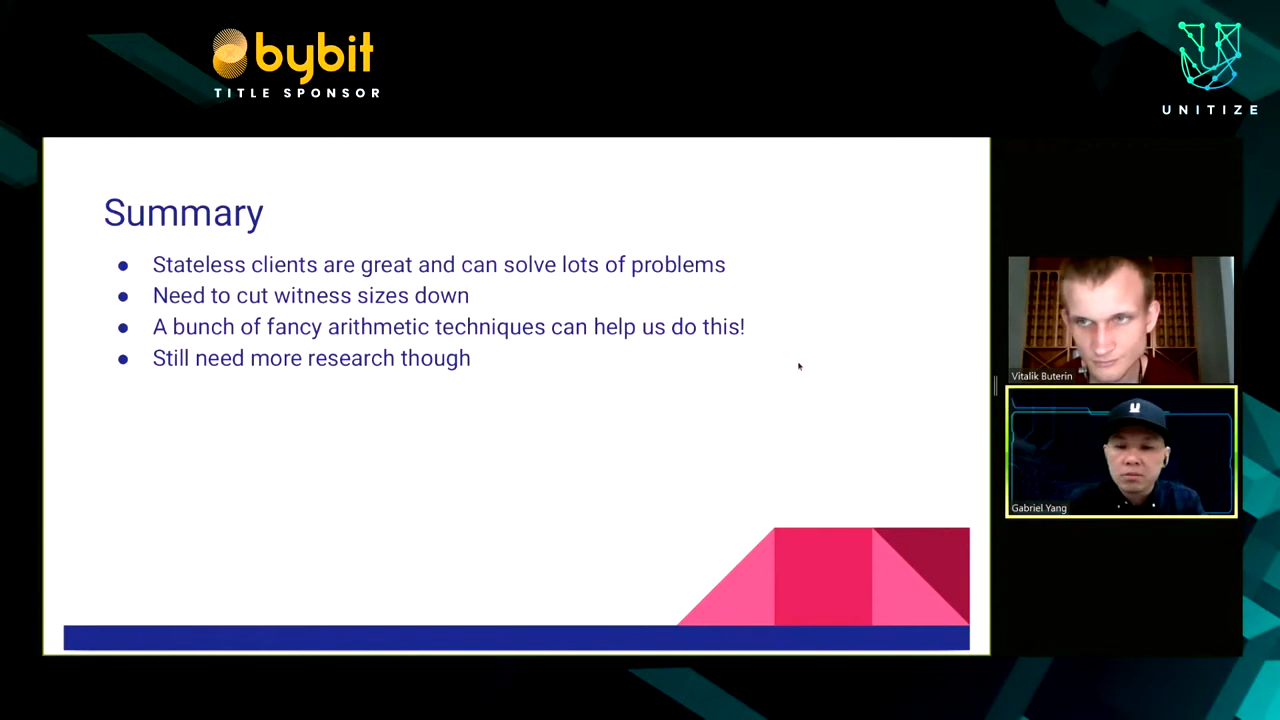 bybit
TITLE SPONSOR
UNITIZE
Summary
● Stateless clients are great and can solve lots of problems
● Need to cut witness sizes down
● A bunch of fancy arithmetic techniques can help us do this!
● Still need more research though
Vitalik Buterin
Gabriel Yang